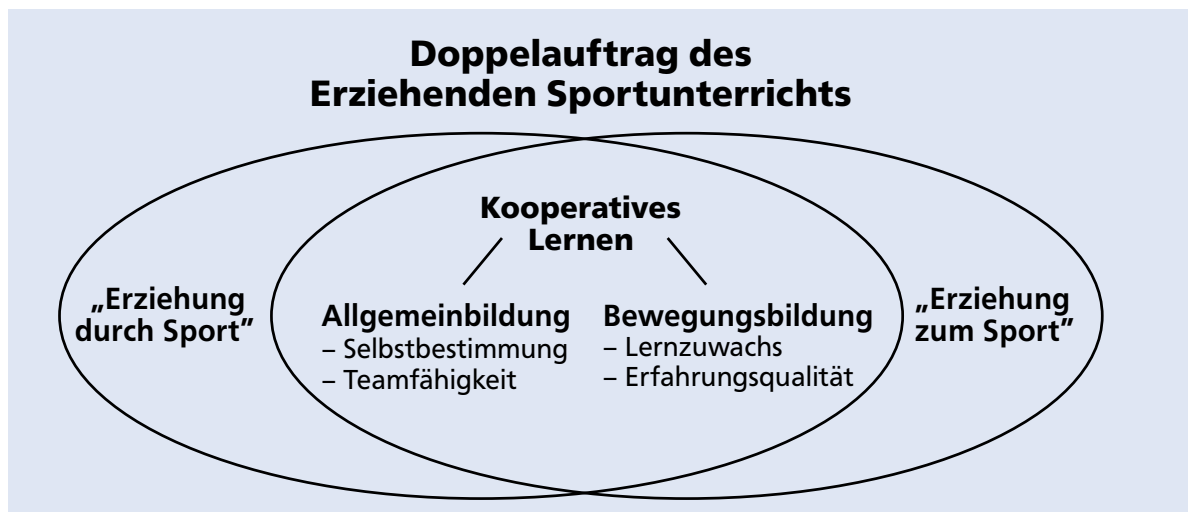 Doppelauftrag des
Erziehenden Sportunterrichts
Kooperatives
Lernen
„Erziehung
durch Sport”
Allgemeinbildung
– Selbstbestimmung
– Teamfähigkeit
Bewegungsbildung
– Lernzuwachs
– Erfahrungsqualität
„Erziehung
zum Sport”